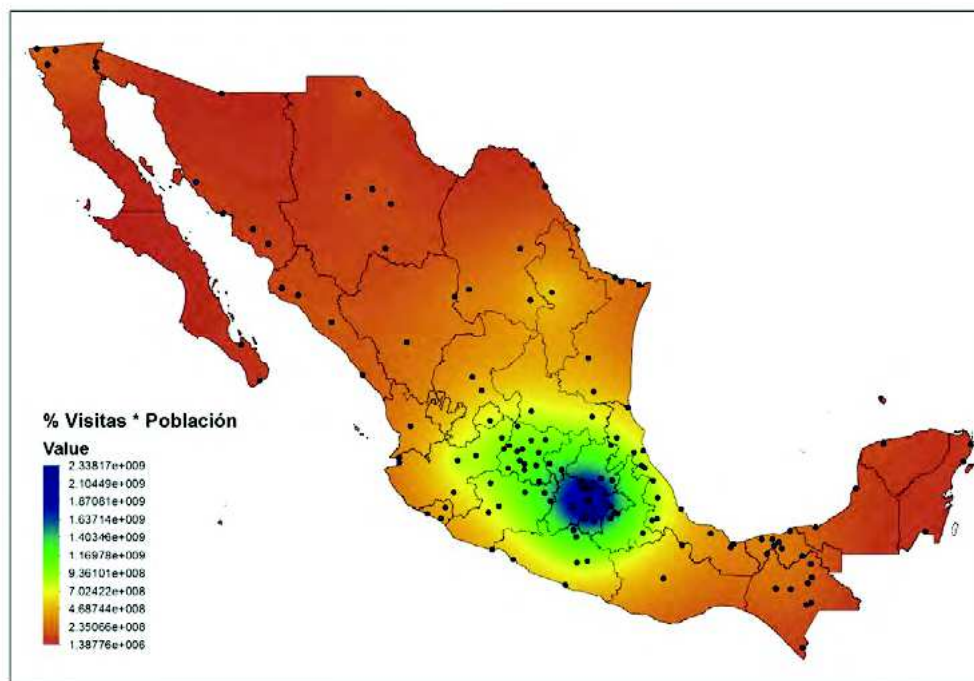 % Visitas * Población
Value
2.33817e+009
2.10449e+009
1.87081e+009
1.63714e+009
1.40346e+009
1.16978e+009
9.36101e+008
7.02422e+008
4.68744e+008
2.35066e+008
1.38776e+006